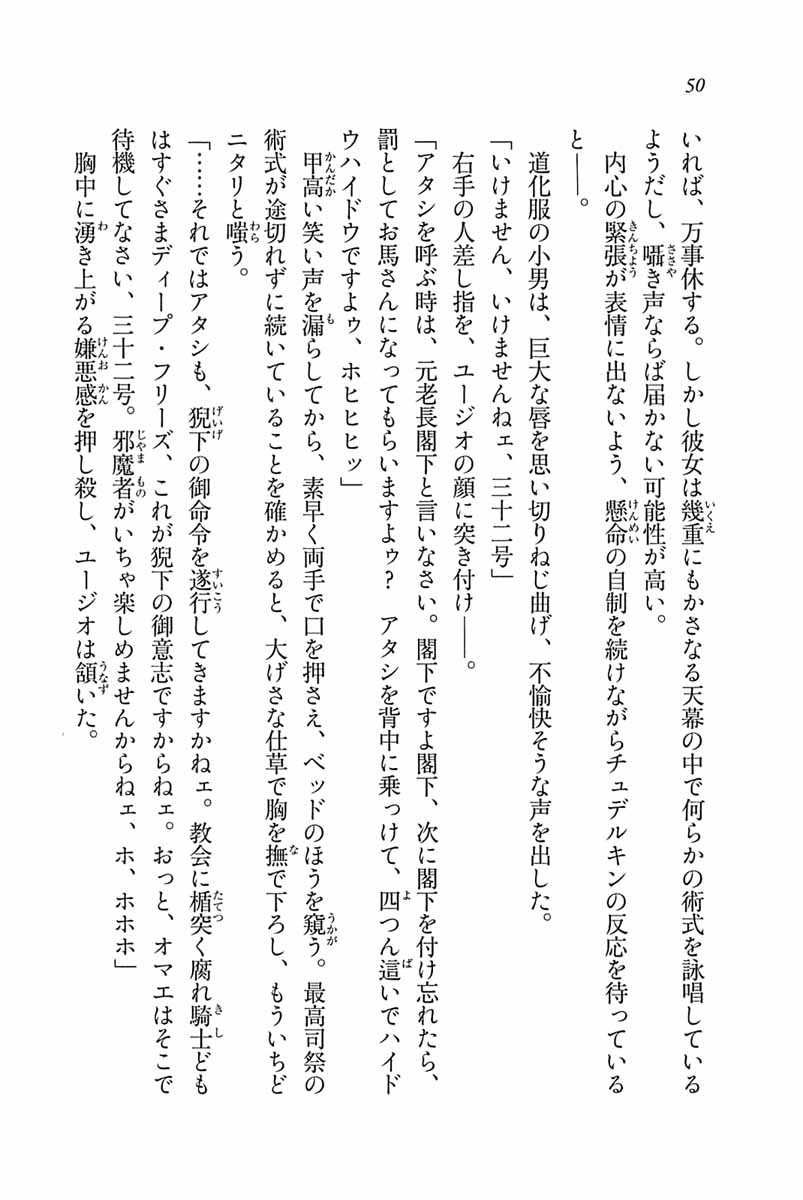 50
いれば、万事休する。しかし彼女は幾重にもかさなる天幕の中で何らかの術式を詠唱している
ようだし、囁き声ならば届かない可能性が高い。
内心の緊張が表情に出ないよう、懸命の自制を続けながらチュデルキンの反応を待っている
と——。
道化服の小男は、巨大な唇を思い切りねじ曲げ、不愉快そうな声を出した。
「いけません、いけませんねェ、三十二号」
右手の人差し指を、ユージオの顔に突き付け——。
「アタシを呼ぶ時は、元老長閣下と言いなさい。閣下ですよ閣下、次に閣下を付け忘れたら、
罰としてお馬さんになってもらいますよゥ？　アタシを背中に乗っけて、四つん這いでハイド
ウハイドウですよゥ、ホヒヒヒッ」
甲高い笑い声を漏らしてから、素早く両手で口を押さえ、ベッドのほうを窺う。最高司祭の
術式が途切れずに続いていることを確かめると、大げさな仕草で胸を撫で下ろし、もういちど
ニタリと嗤う。
「……それではアタシも、猊下の御命令を遂行してきますかねェ。教会に楯突く腐れ騎士ども
はすぐさまディープ・フリーズ、これが猊下の御意志ですからねェ。おっと、オマエはそこで
待機してなさい、三十二号。邪魔者がいちゃ楽しめませんからねェ、ホ、ホホホ」
胸中に湧き上がる嫌悪感を押し殺し、ユージオは頷いた。